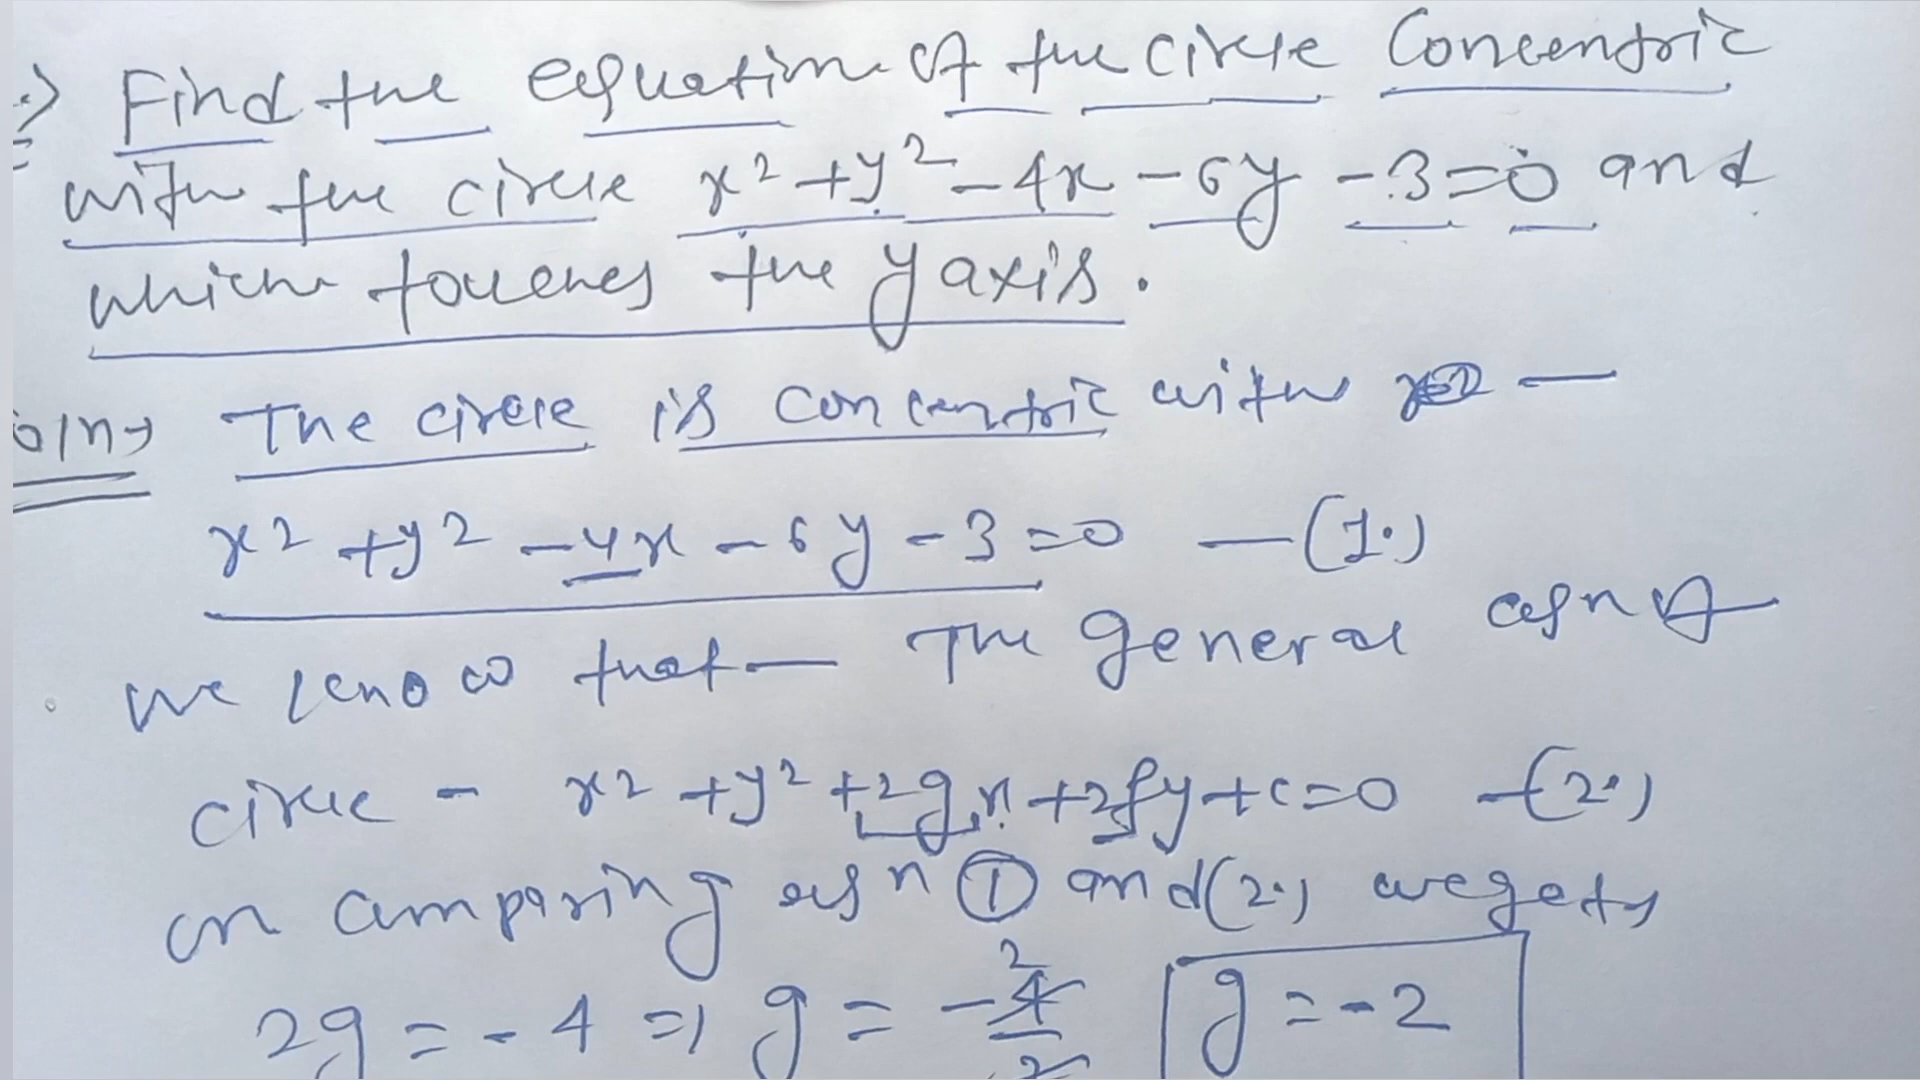 :) Find the equation of the circle Concentric
with the circle x²+y²-4x-6y-3=0 and
which touches the y axis.
The circle is concentric with —
x² +y² -4x-6y-3=0 —(1.)
we know that— The general eqn of
circle - x² +y² +2gx+2fy+c=0 —(2.)
on comparing eqn ① and (2.) we get,
2g = -4 => g = -4/2 g = -2